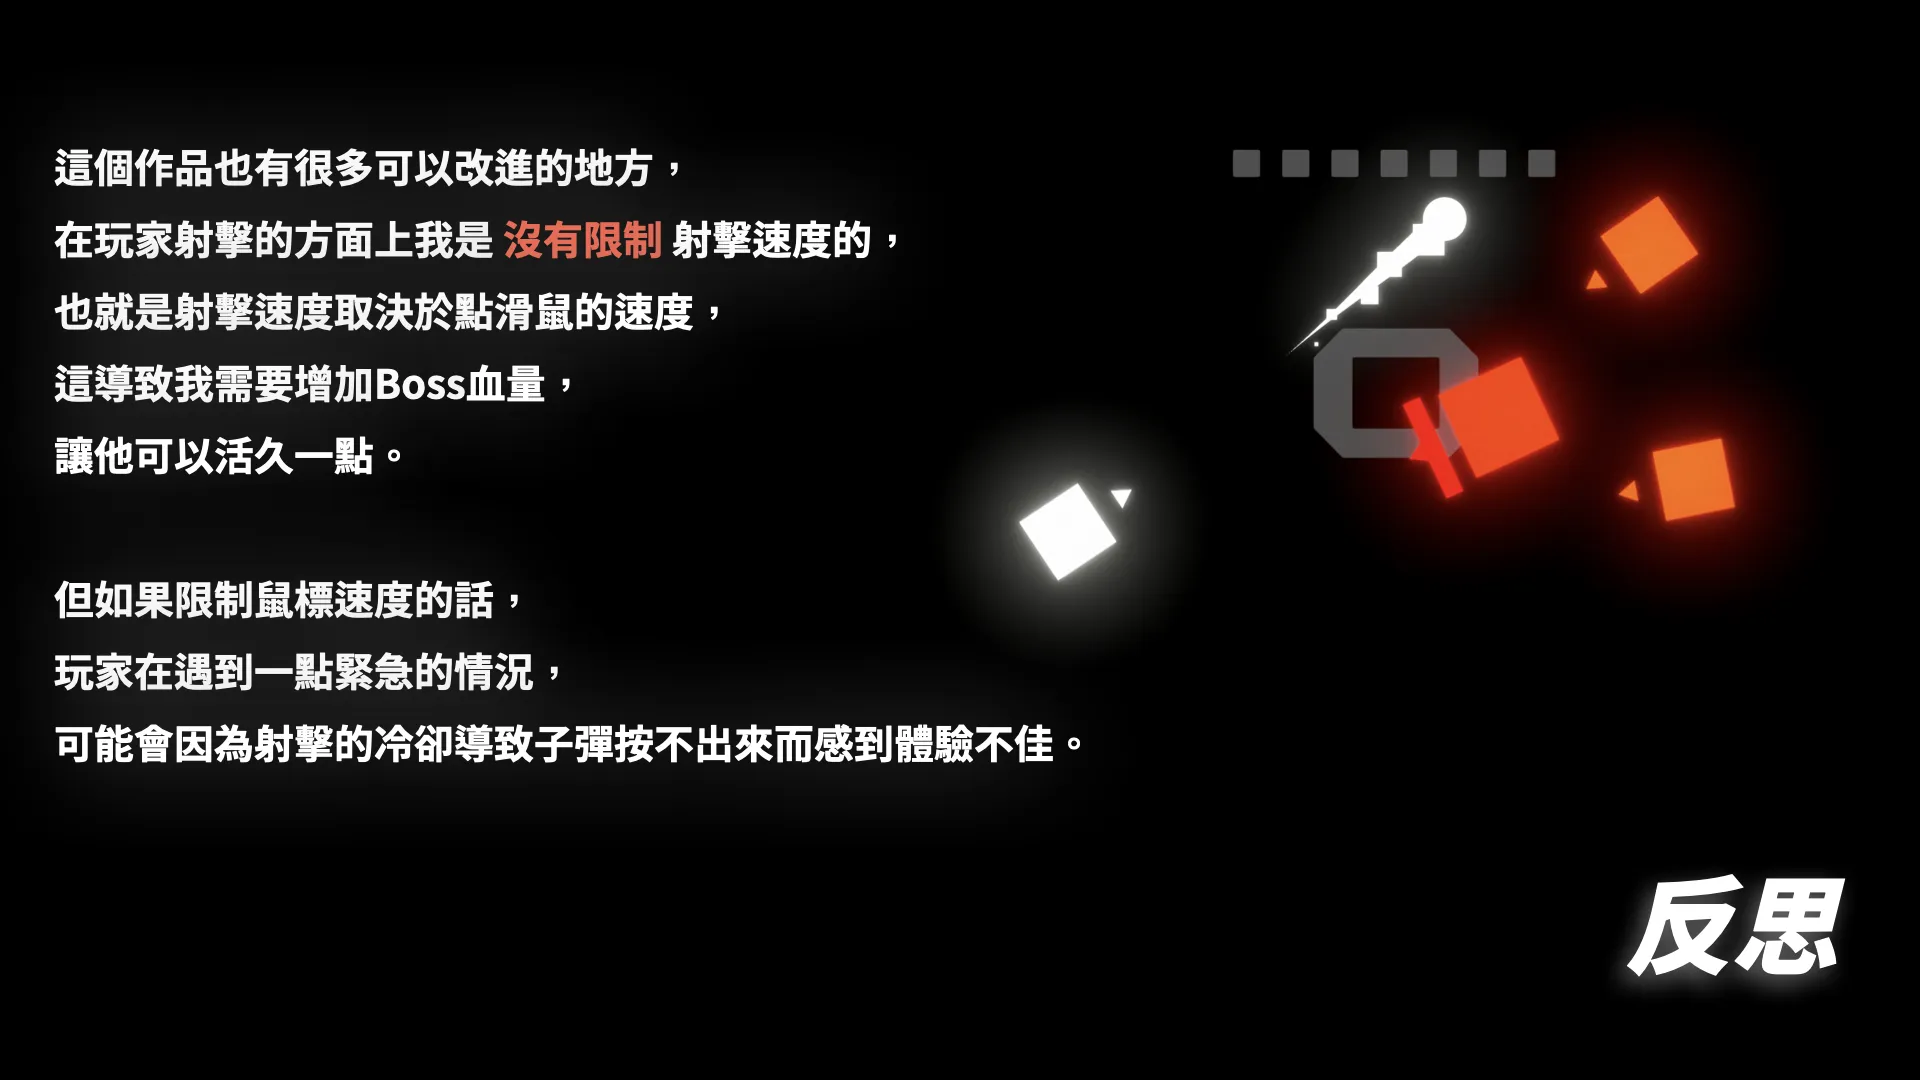 這個作品也有很多可以改進的地方，
在玩家射擊的方面上我是 沒有限制 射擊速度的，
也就是射擊速度取決於點滑鼠的速度，
這導致我需要增加Boss血量，
讓他可以活久一點。
但如果限制鼠標速度的話，
玩家在遇到一點緊急的情況，
可能會因為射擊的冷卻導致子彈按不出來而感到體驗不佳。
反思